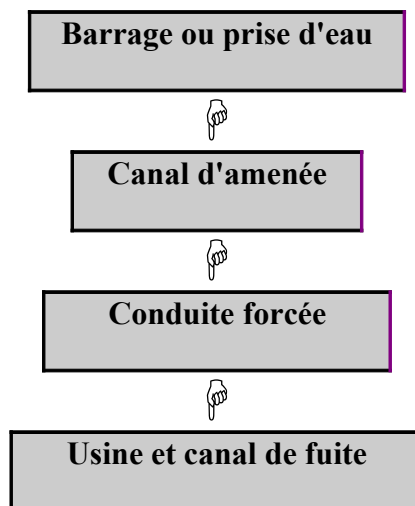 Barrage ou prise d'eau
Canal d'amenée
Conduite forcée
Usine et canal de fuite